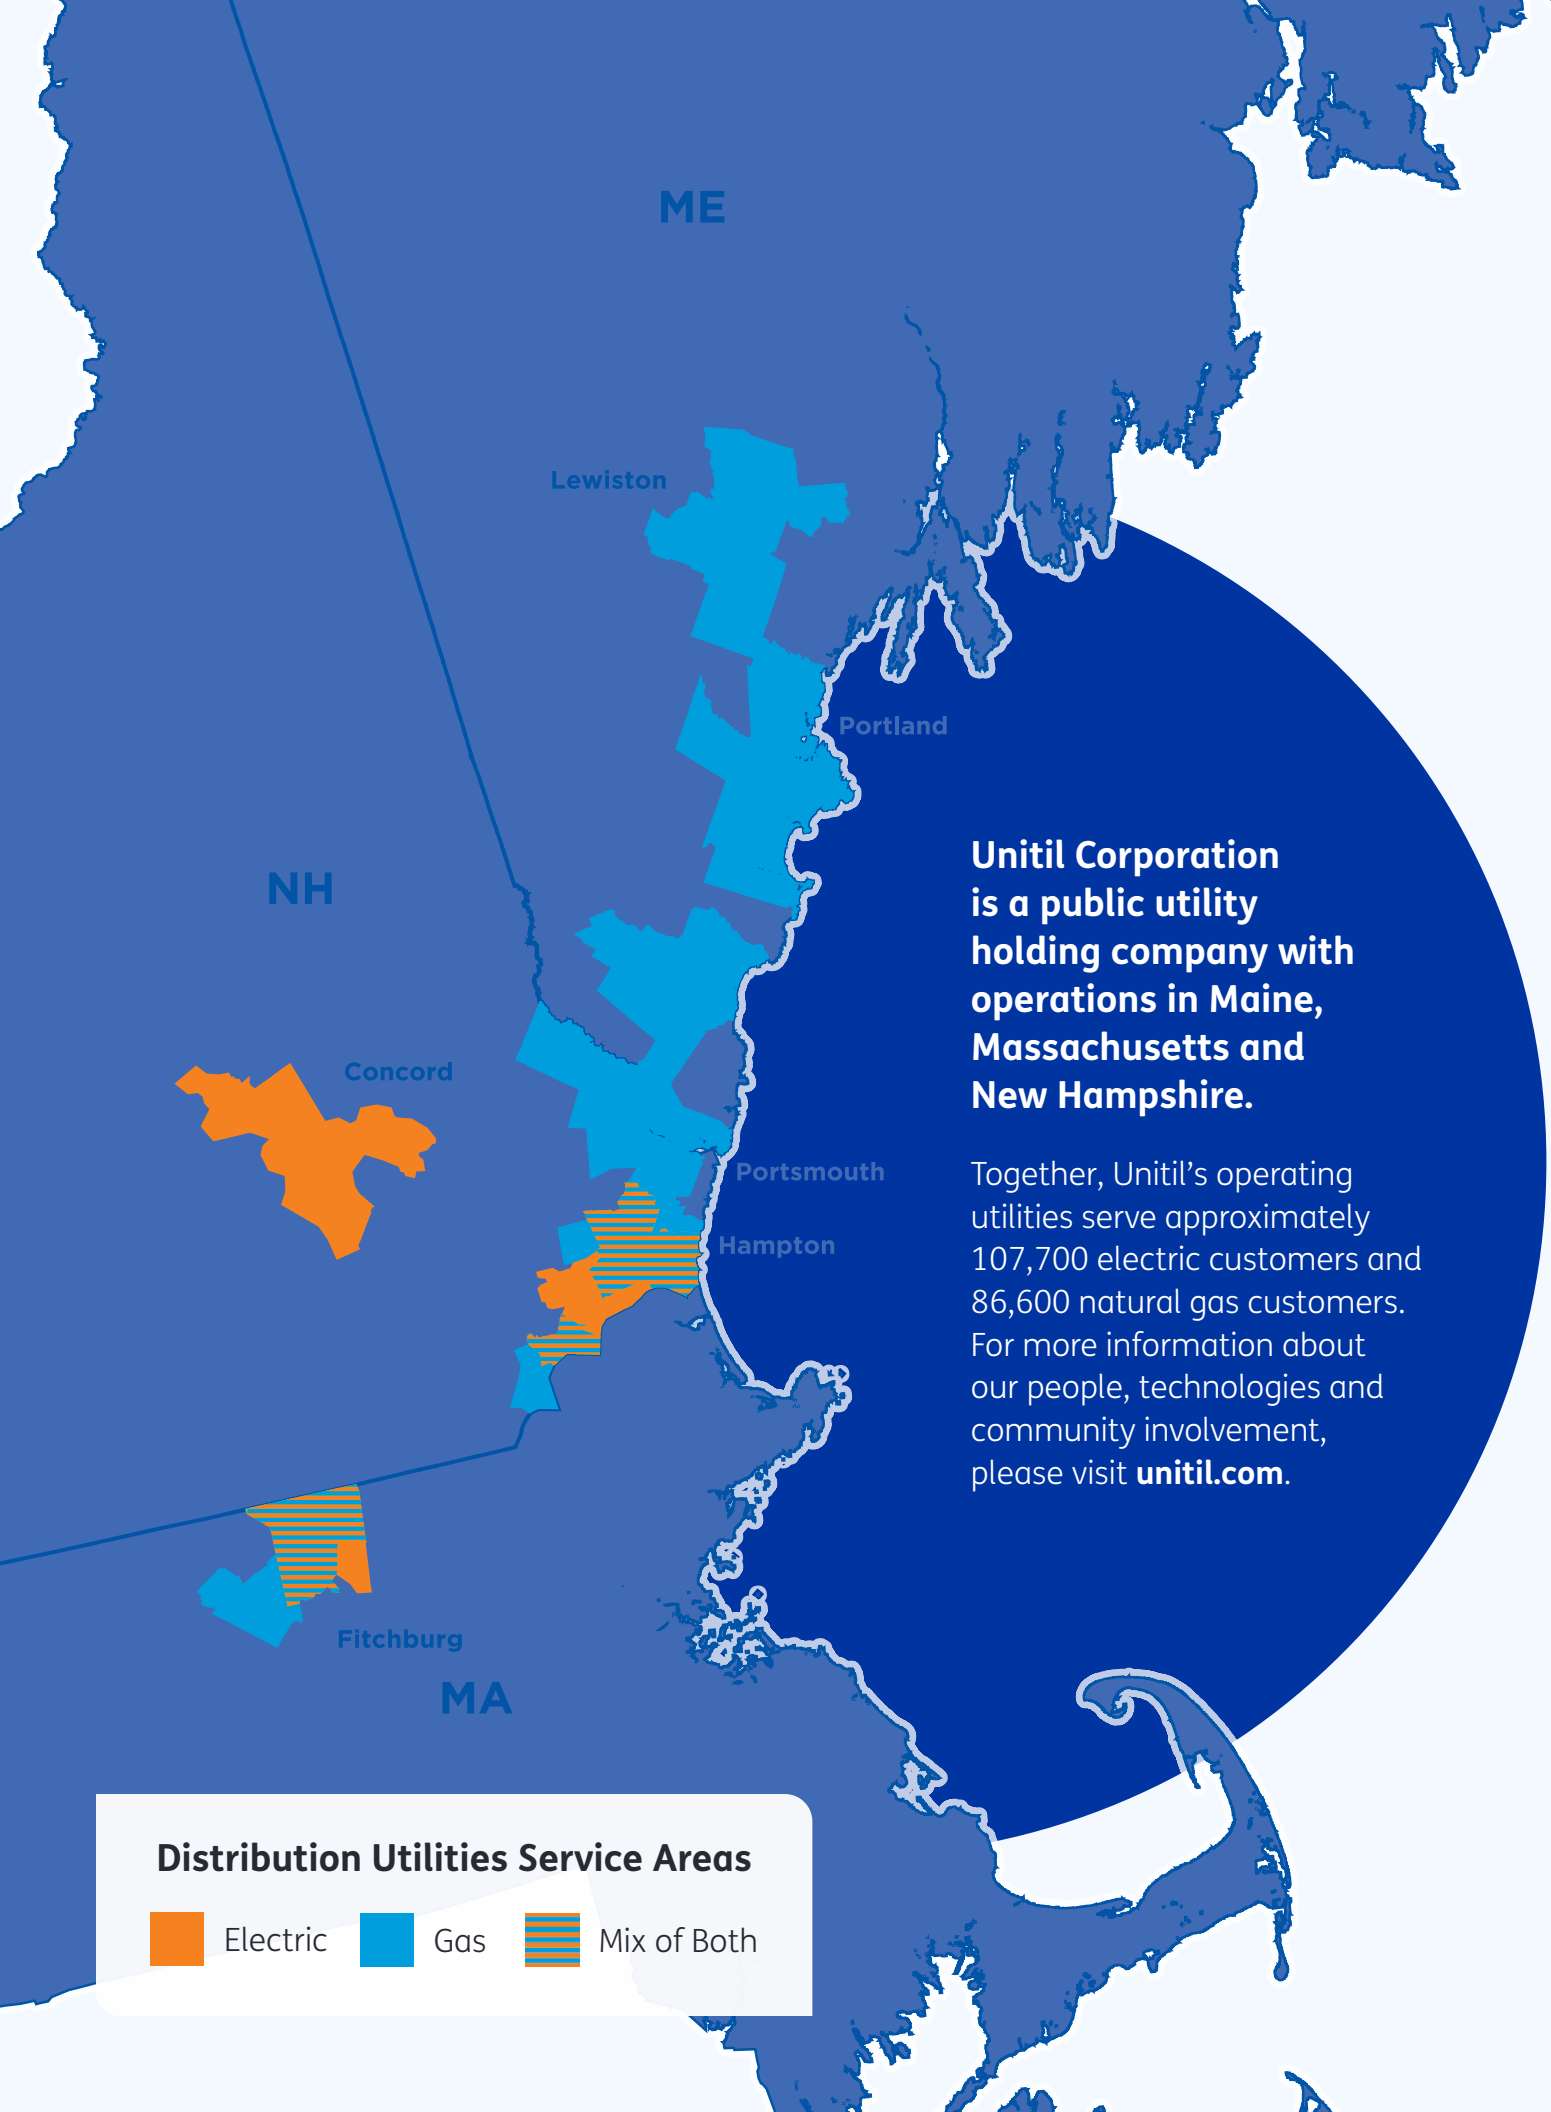 ME
Lewiston
Portland
NH
Concord
Portsmouth
Hampton
Fitchburg
MA
Unitil Corporation
is a public utility
holding company with
operations in Maine,
Massachusetts and
New Hampshire.
Together, Unitil’s operating
utilities serve approximately
107,700 electric customers and
86,600 natural gas customers.
For more information about
our people, technologies and
community involvement,
please visit unitil.com.
Distribution Utilities Service Areas
Electric
Gas
Mix of Both